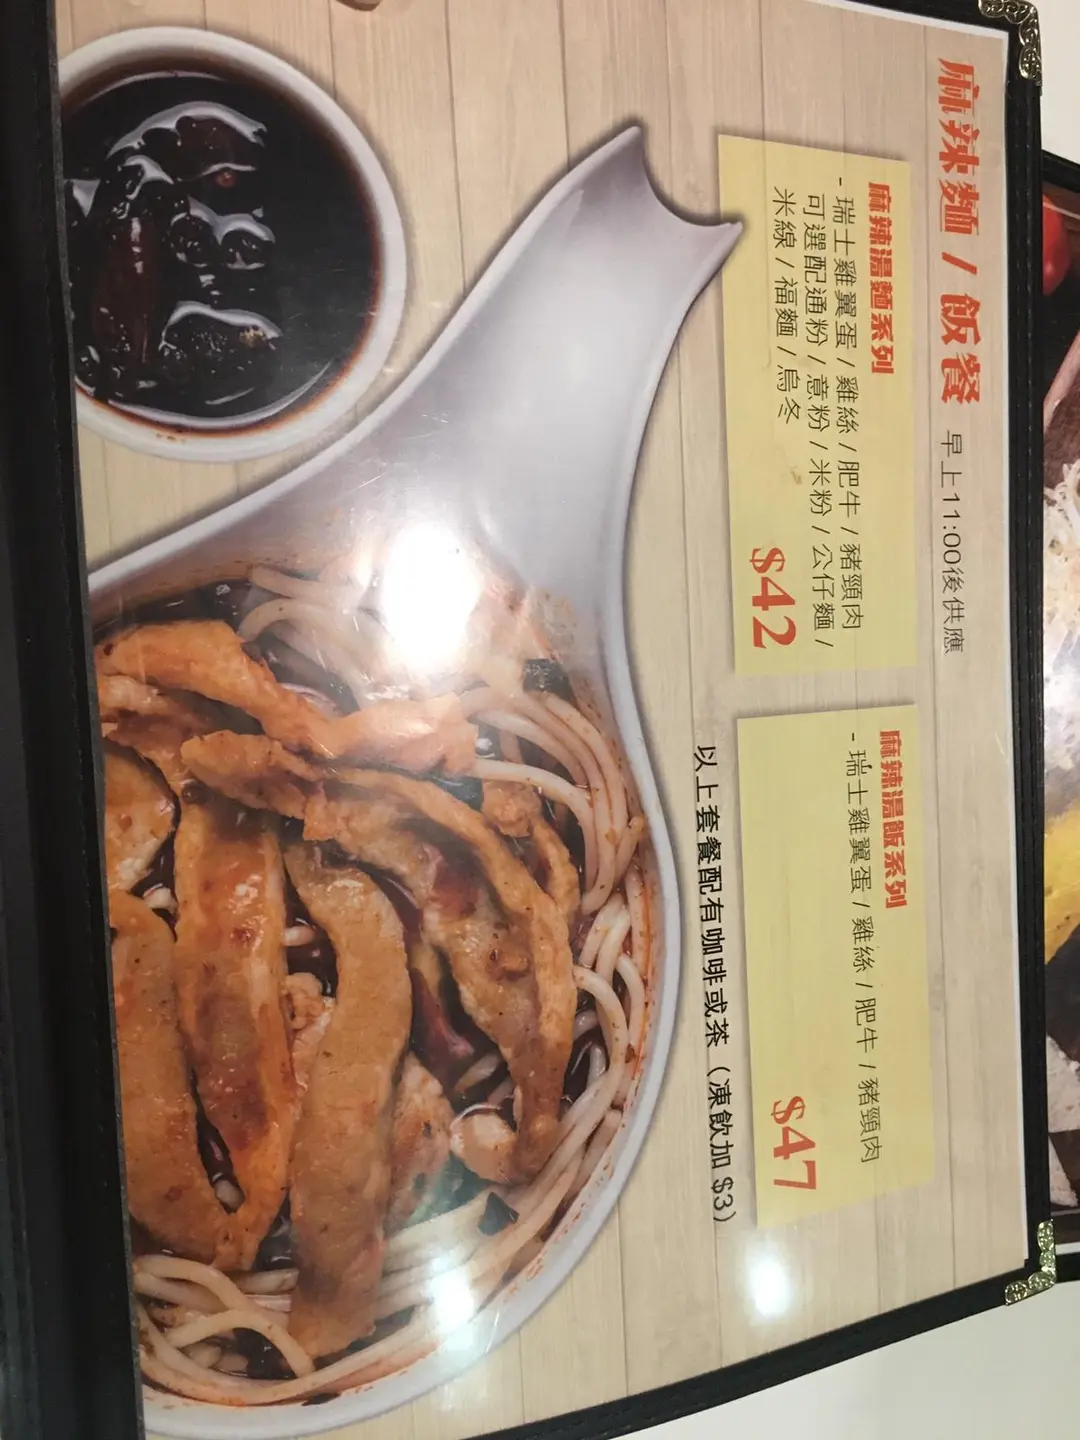 麻辣麵 / 飯餐 早上11:00後供應
麻辣湯麵系列
- 瑞士雞翼蛋 / 雞絲 / 肥牛 / 豬頸肉
可選配通粉 / 意粉 / 米粉 / 公仔麵 /
米線 / 福麵 / 烏冬
$42
麻辣湯飯系列
- 瑞士雞翼蛋 / 雞絲 / 肥牛 / 豬頸肉
$47
以上套餐配有咖啡或茶（凍飲加 $3）